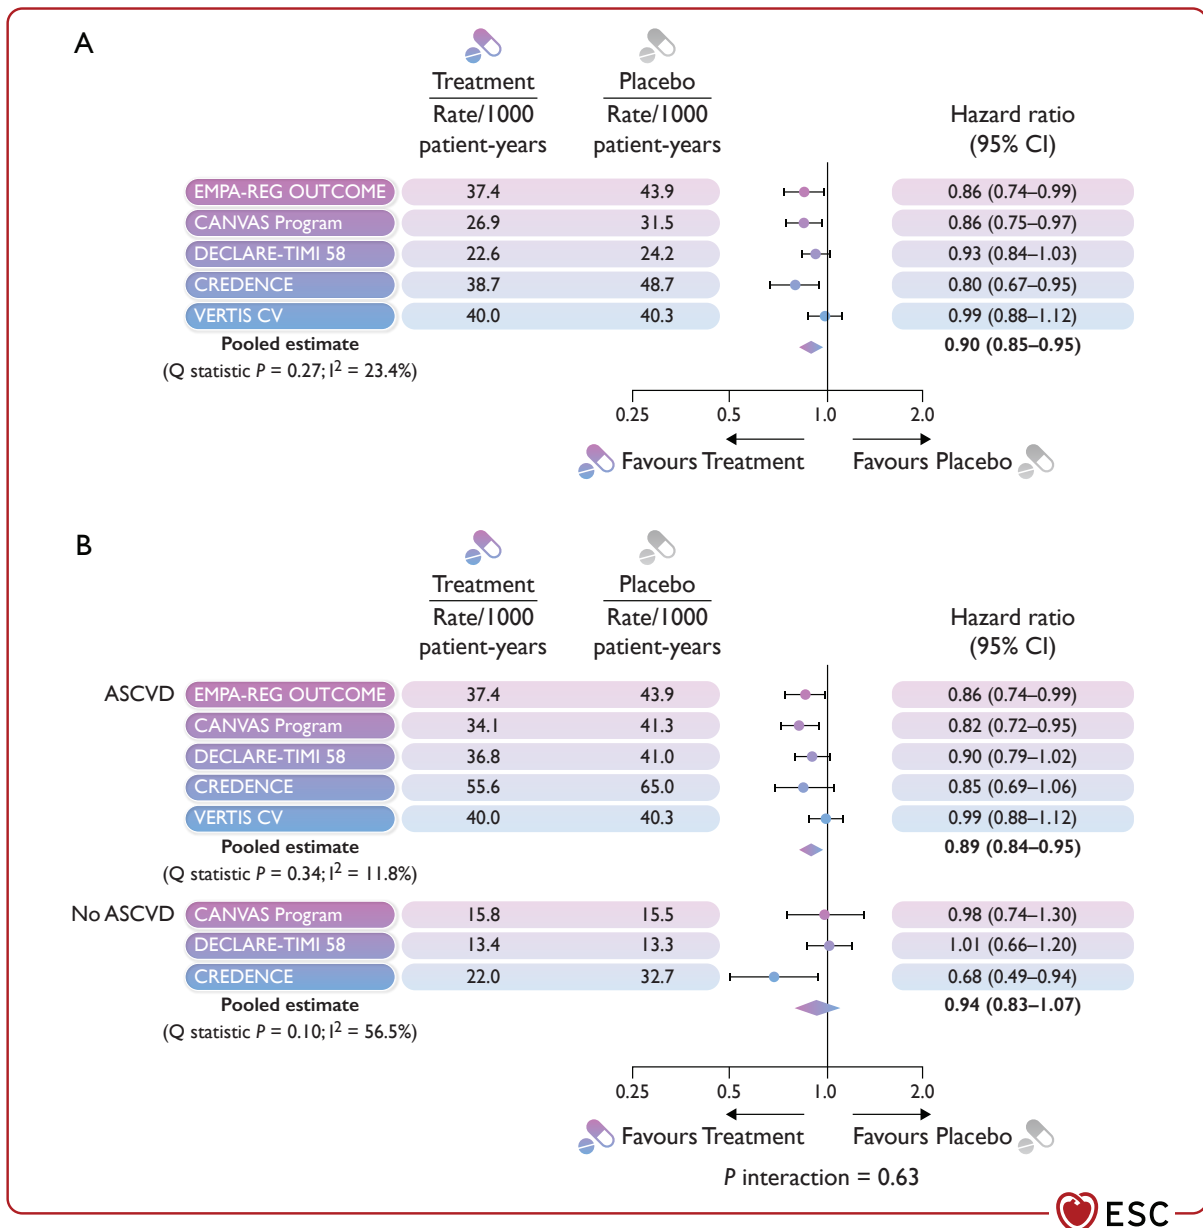 A
Treatment
Rate/1000
patient-years
Placebo
Rate/1000
patient-years
Hazard ratio
(95% CI)
EMPA-REG OUTCOME 37.4 43.9 0.86 (0.74–0.99)
CANVAS Program 26.9 31.5 0.86 (0.75–0.97)
DECLARE-TIMI 58 22.6 24.2 0.93 (0.84–1.03)
CREDENCE 38.7 48.7 0.80 (0.67–0.95)
VERTIS CV 40.0 40.3 0.99 (0.88–1.12)
Pooled estimate 0.90 (0.85–0.95)
(Q statistic P = 0.27; I² = 23.4%)
0.25 0.5 1.0 2.0
Favours Treatment Favours Placebo
B
Treatment
Rate/1000
patient-years
Placebo
Rate/1000
patient-years
Hazard ratio
(95% CI)
ASCVD EMPA-REG OUTCOME 37.4 43.9 0.86 (0.74–0.99)
CANVAS Program 34.1 41.3 0.82 (0.72–0.95)
DECLARE-TIMI 58 36.8 41.0 0.90 (0.79–1.02)
CREDENCE 55.6 65.0 0.85 (0.69–1.06)
VERTIS CV 40.0 40.3 0.99 (0.88–1.12)
Pooled estimate 0.89 (0.84–0.95)
(Q statistic P = 0.34; I² = 11.8%)
No ASCVD CANVAS Program 15.8 15.5 0.98 (0.74–1.30)
DECLARE-TIMI 58 13.4 13.3 1.01 (0.66–1.20)
CREDENCE 22.0 32.7 0.68 (0.49–0.94)
Pooled estimate 0.94 (0.83–1.07)
(Q statistic P = 0.10; I² = 56.5%)
0.25 0.5 1.0 2.0
Favours Treatment Favours Placebo
P interaction = 0.63
ESC